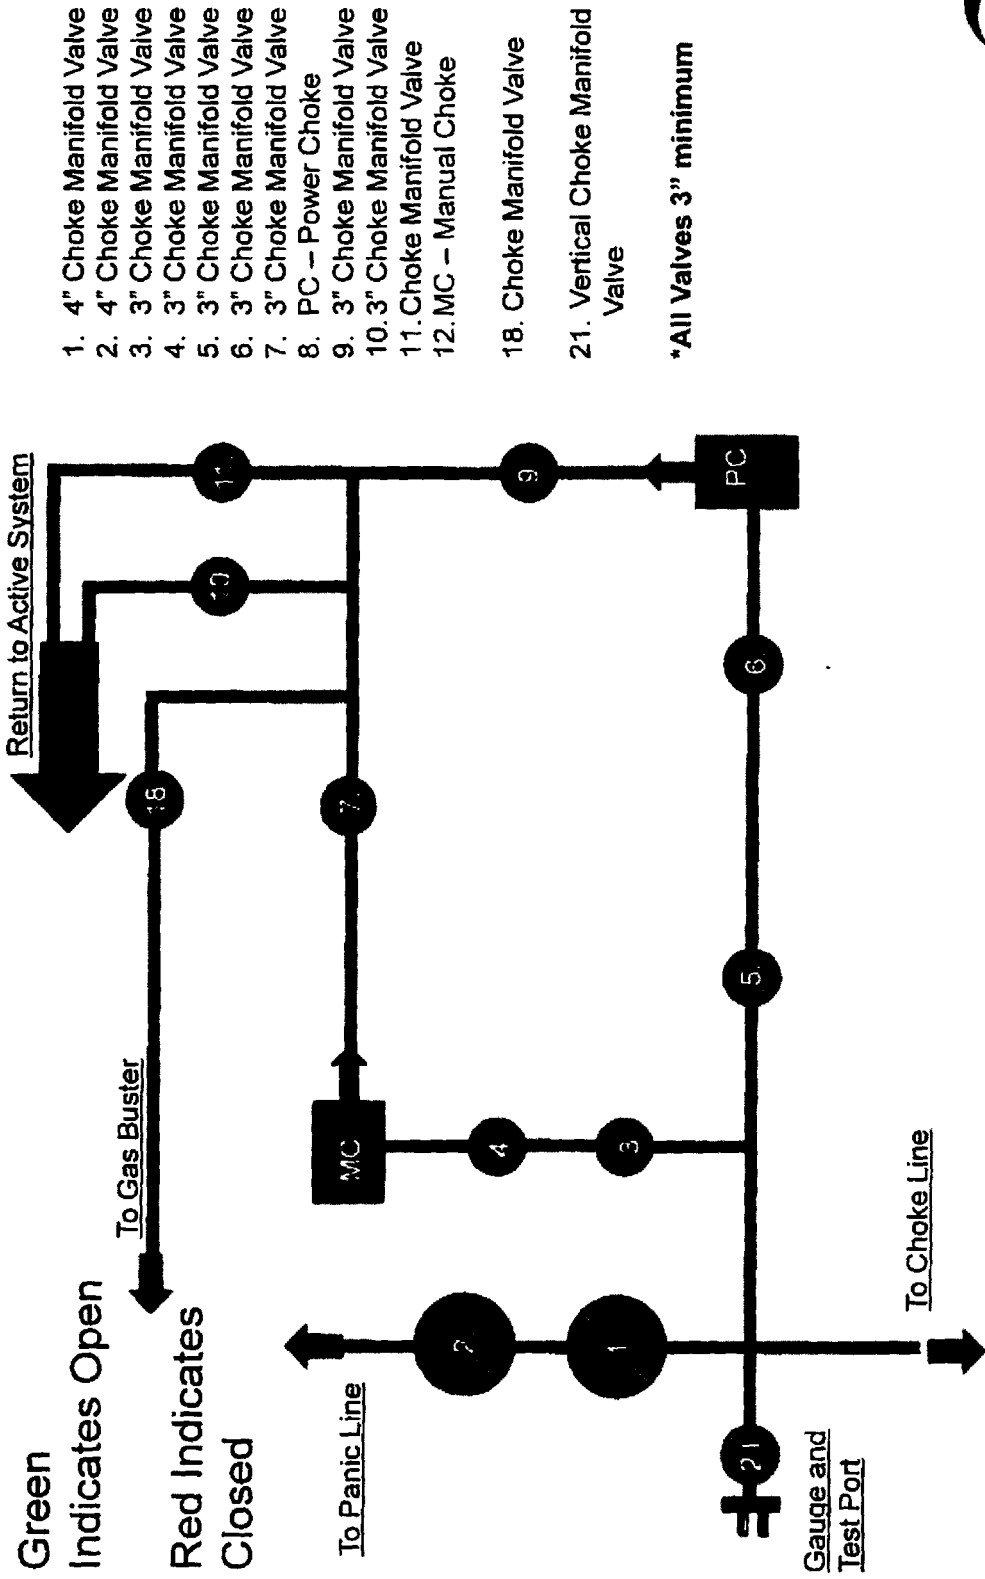 Green
Indicates Open
Red Indicates
Closed
To Gas Buster
Return to Active System
18
10
11
7.
MC
4
3
9
PC
To Panic Line
2.
1
21
5.
6.
Gauge and
Test Port
To Choke Line
1. 4" Choke Manifold Valve
2. 4" Choke Manifold Valve
3. 3" Choke Manifold Valve
4. 3" Choke Manifold Valve
5. 3" Choke Manifold Valve
6. 3" Choke Manifold Valve
7. 3" Choke Manifold Valve
8. PC – Power Choke
9. 3" Choke Manifold Valve
10. 3" Choke Manifold Valve
11. Choke Manifold Valve
12. MC – Manual Choke
18. Choke Manifold Valve
21. Vertical Choke Manifold
Valve
*All Valves 3" minimum